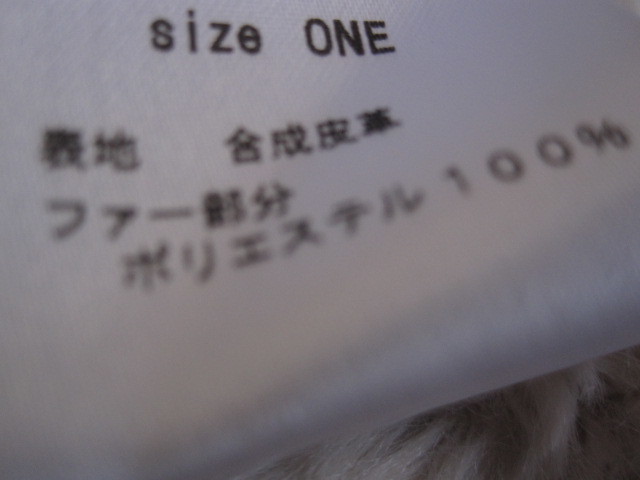 size ONE
表地 合成皮革
ファー部分
ポリエステル１００％